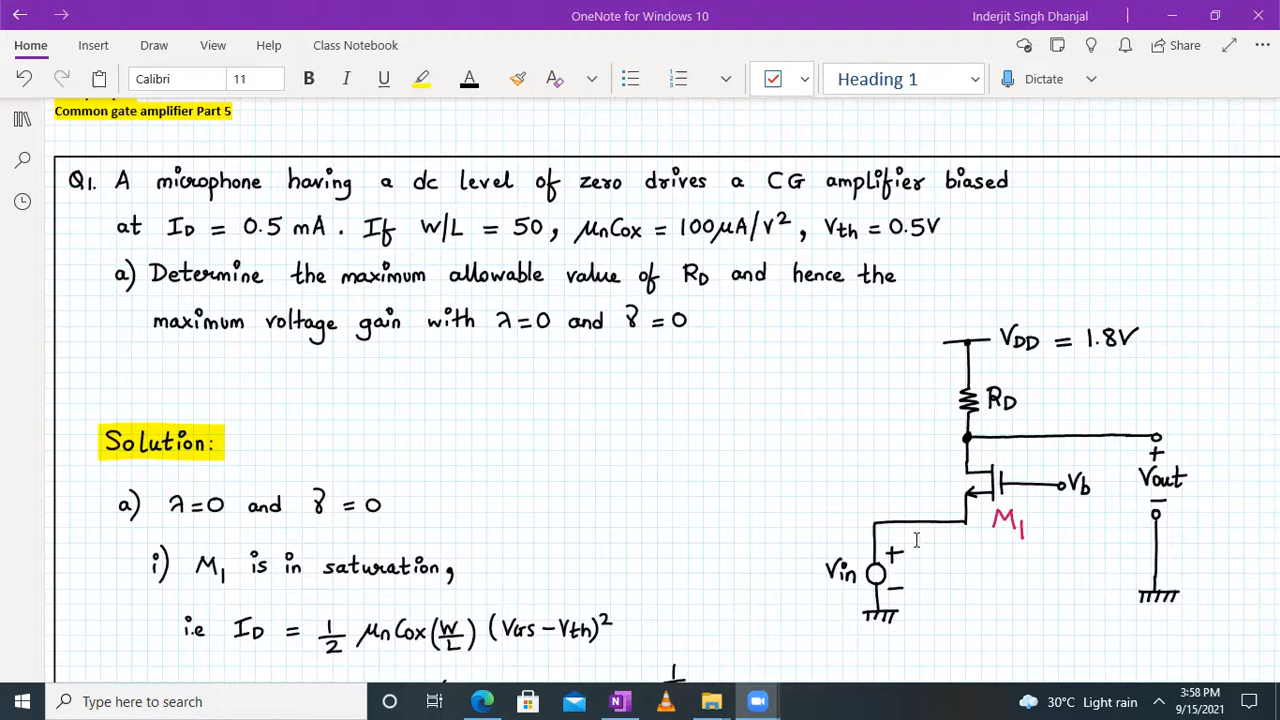 OneNote for Windows 10
Inderjit Singh Dhanjal
Home Insert Draw View Help Class Notebook Share
Calibri 11 B I U A Heading 1 Dictate
Common gate amplifier Part 5
Q1. A microphone having a dc level of zero drives a CG amplifier biased
at ID = 0.5 mA. If W/L = 50, μnCox = 100μA/V², Vth = 0.5V
a) Determine the maximum allowable value of RD and hence the
maximum voltage gain with λ=0 and γ=0
VDD = 1.8V
RD
Solution:
Vb
+
Vout
-
a) λ=0 and γ = 0
M1
i) M1 is in saturation,
Vin
+
-
i.e ID = 1/2 μnCox(W/L) (VGS-Vth)²
1
Type here to search
30°C Light rain
3:58 PM
9/15/2021